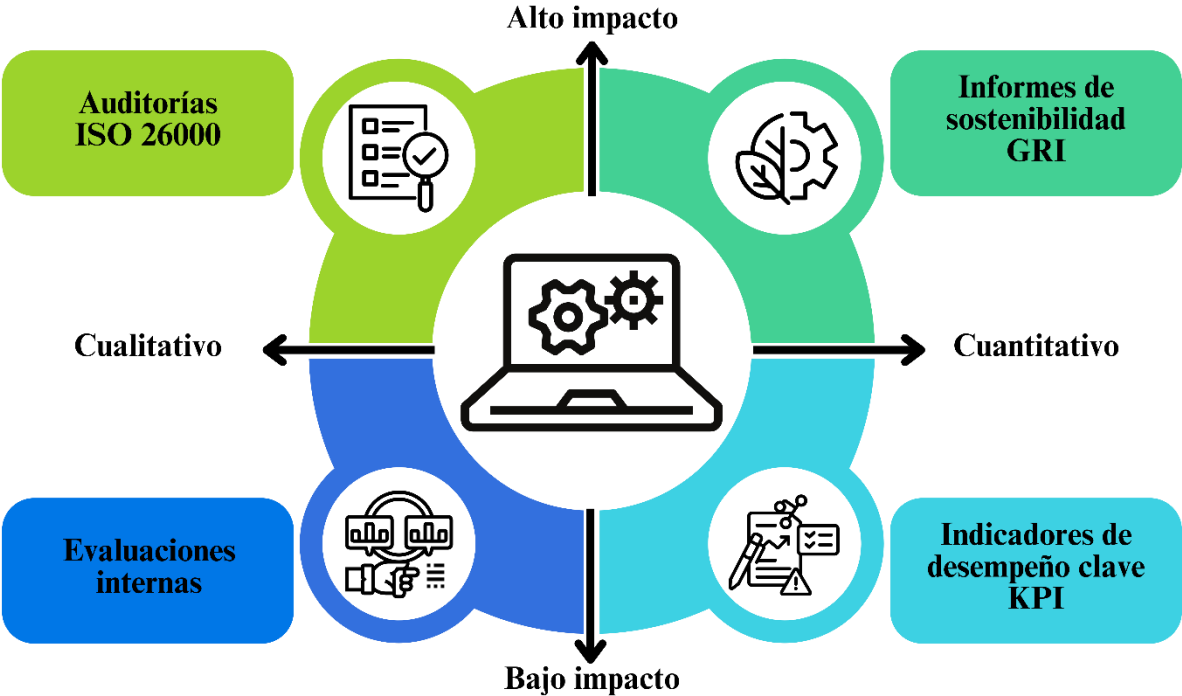 Alto impacto
Auditorías
ISO 26000
Informes de
sostenibilidad
GRI
Cualitativo
Cuantitativo
Evaluaciones
internas
Indicadores de
desempeño clave
KPI
Bajo impacto